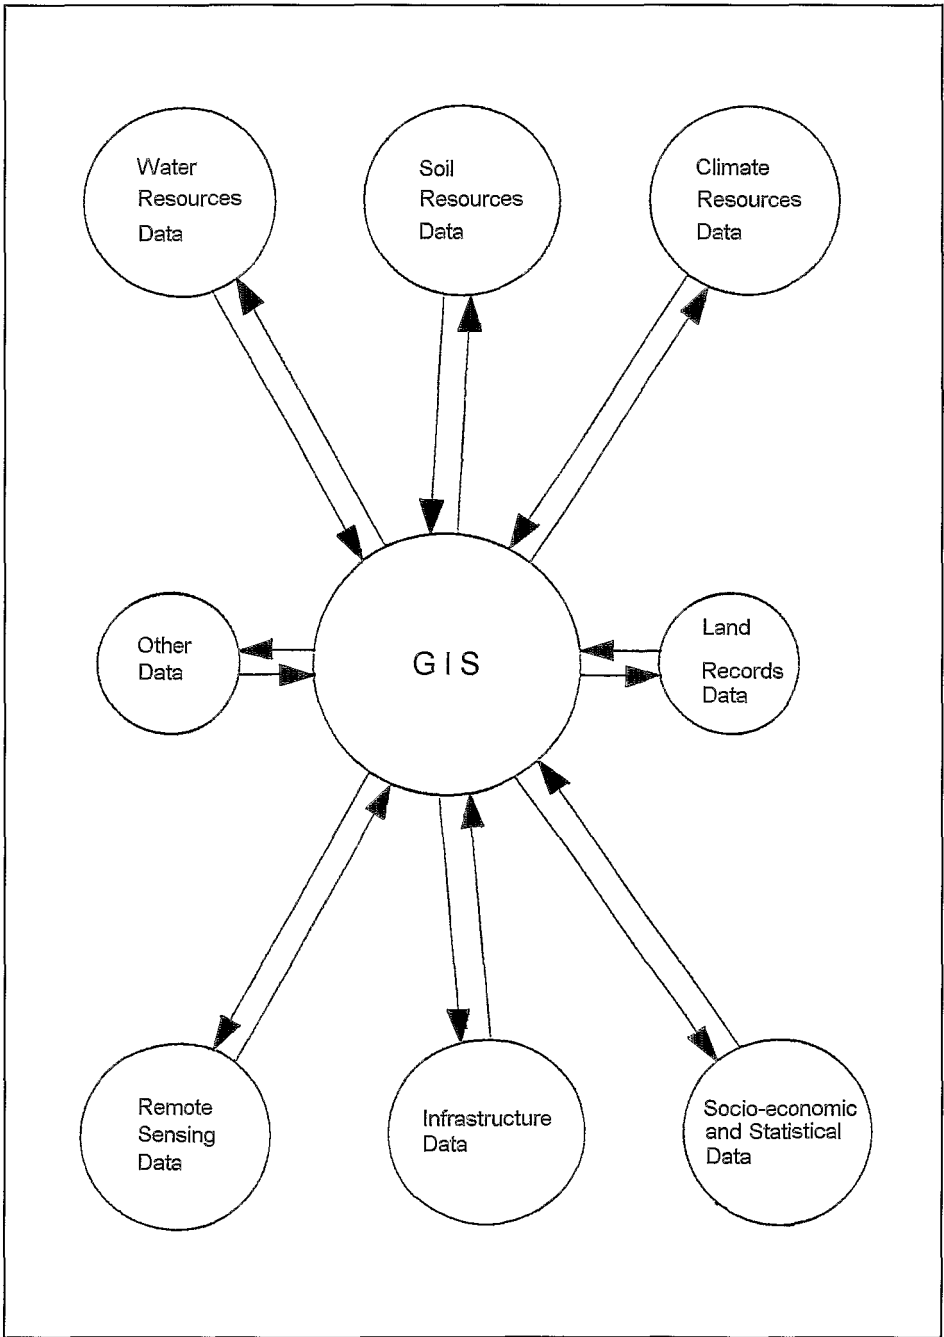 Water
Resources
Data
Soil
Resources
Data
Climate
Resources
Data
Other
Data
GIS
Land
Records
Data
Remote
Sensing
Data
Infrastructure
Data
Socio-economic
and Statistical
Data